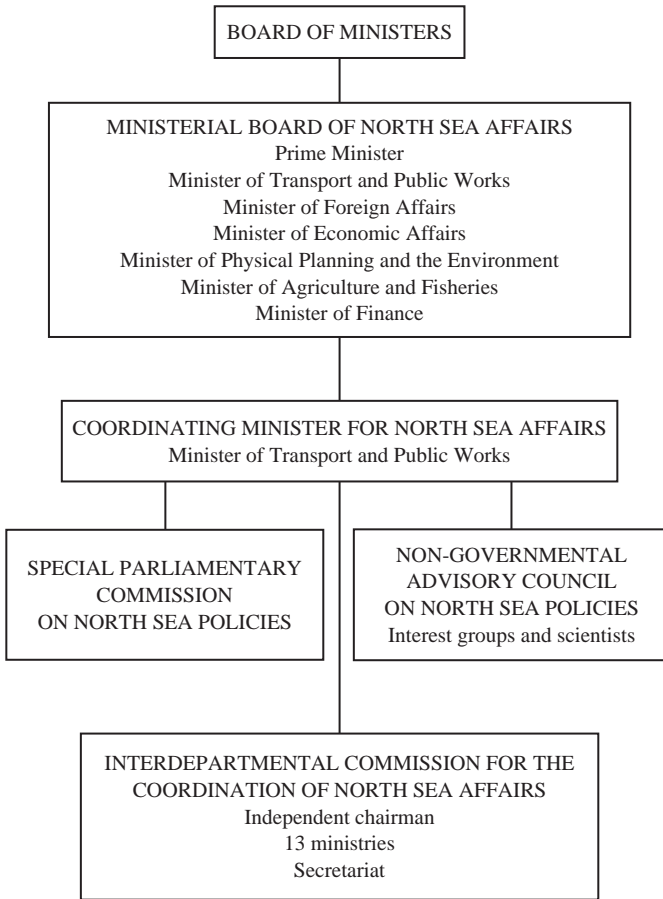 BOARD OF MINISTERS
MINISTERIAL BOARD OF NORTH SEA AFFAIRS
Prime Minister
Minister of Transport and Public Works
Minister of Foreign Affairs
Minister of Economic Affairs
Minister of Physical Planning and the Environment
Minister of Agriculture and Fisheries
Minister of Finance
COORDINATING MINISTER FOR NORTH SEA AFFAIRS
Minister of Transport and Public Works
SPECIAL PARLIAMENTARY
COMMISSION
ON NORTH SEA POLICIES
NON-GOVERNMENTAL
ADVISORY COUNCIL
ON NORTH SEA POLICIES
Interest groups and scientists
INTERDEPARTMENTAL COMMISSION FOR THE
COORDINATION OF NORTH SEA AFFAIRS
Independent chairman
13 ministries
Secretariat